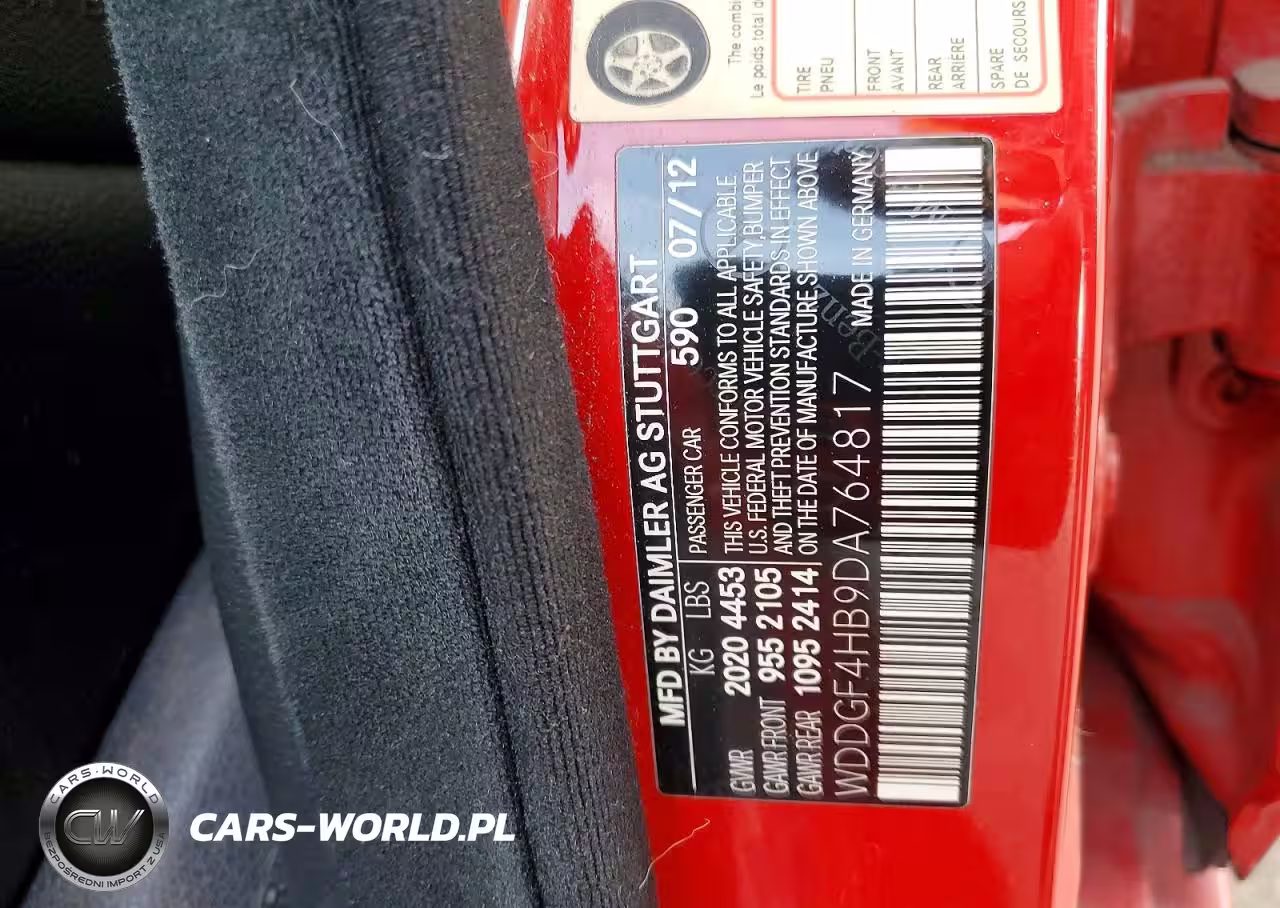 The combi
Le poids total d
TIRE
PNEU
FRONT
AVANT
REAR
ARRIÈRE
SPARE
DE SECOURS
MFD BY DAIMLER AG STUTTGART
KG LBS PASSENGER CAR 590 07/12
GVWR 2020 4453
GAWR FRONT 955 2105
GAWR REAR 1095 2414
THIS VEHICLE CONFORMS TO ALL APPLICABLE
U.S. FEDERAL MOTOR VEHICLE SAFETY, BUMPER
AND THEFT PREVENTION STANDARDS IN EFFECT
ON THE DATE OF MANUFACTURE SHOWN ABOVE
WDDGF4HB9DA764817 MADE IN GERMANY
CARS-WORLD
CW
BEZPOŚREDNI IMPORT Z USA
CARS-WORLD.PL